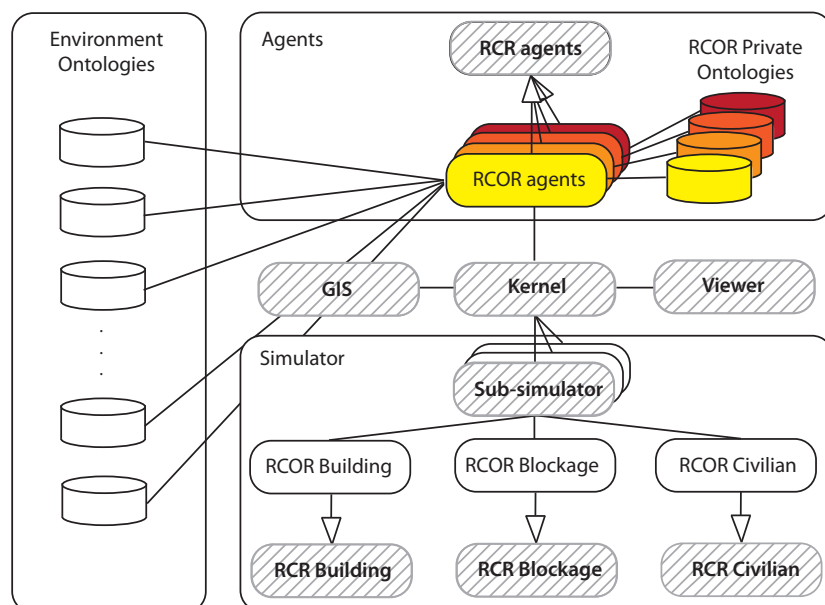 Environment
Ontologies
Agents
RCR agents
RCOR Private
Ontologies
RCOR agents
GIS
Kernel
Viewer
Simulator
Sub-simulator
RCOR Building
RCOR Blockage
RCOR Civilian
RCR Building
RCR Blockage
RCR Civilian